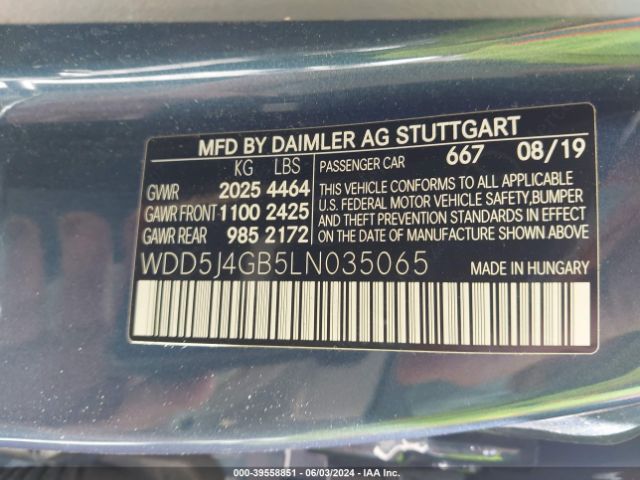 MFD BY DAIMLER AG STUTTGART
KG LBS
GVWR 2025 4464
GAWR FRONT 1100 2425
GAWR REAR 985 2172
PASSENGER CAR 667 08/19
THIS VEHICLE CONFORMS TO ALL APPLICABLE
U.S. FEDERAL MOTOR VEHICLE SAFETY,BUMPER
AND THEFT PREVENTION STANDARDS IN EFFECT
ON THE DATE OF MANUFACTURE SHOWN ABOVE.
WDD5J4GB5LN035065 MADE IN HUNGARY
000-39558851 - 06/03/2024 - IAA Inc.